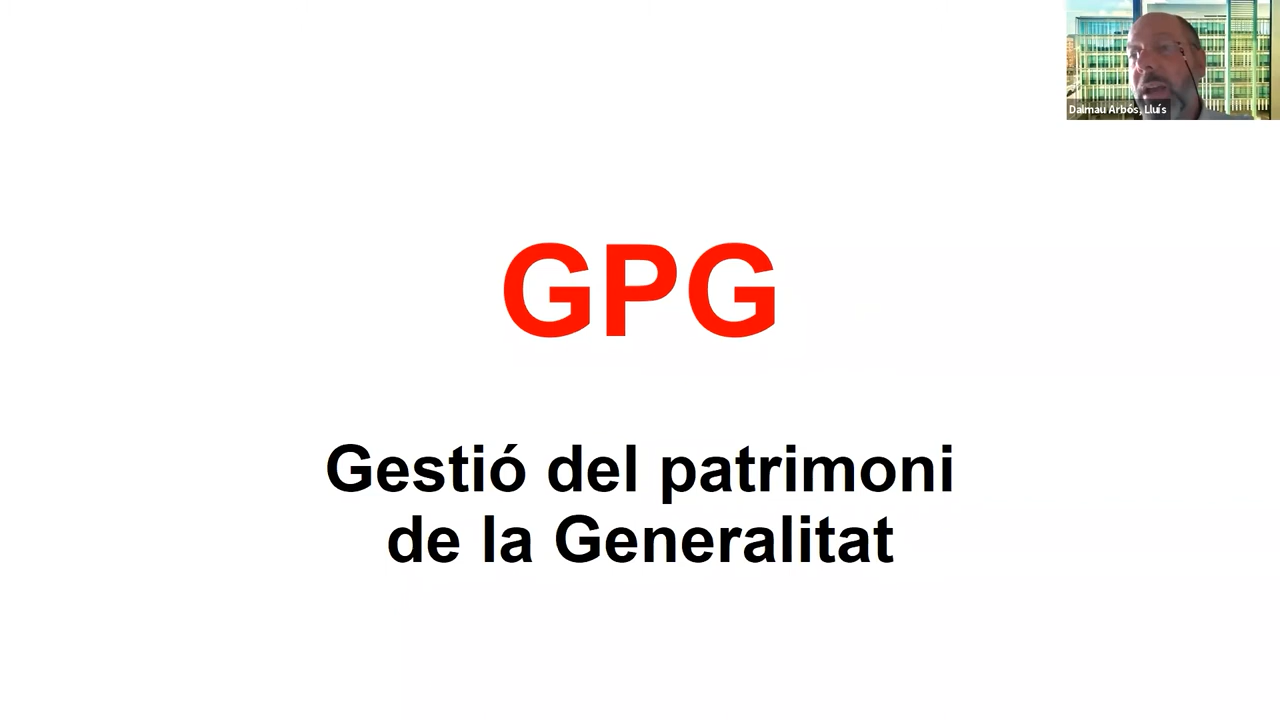 Dalmau Arbós, Lluís
GPG
Gestió del patrimoni
de la Generalitat